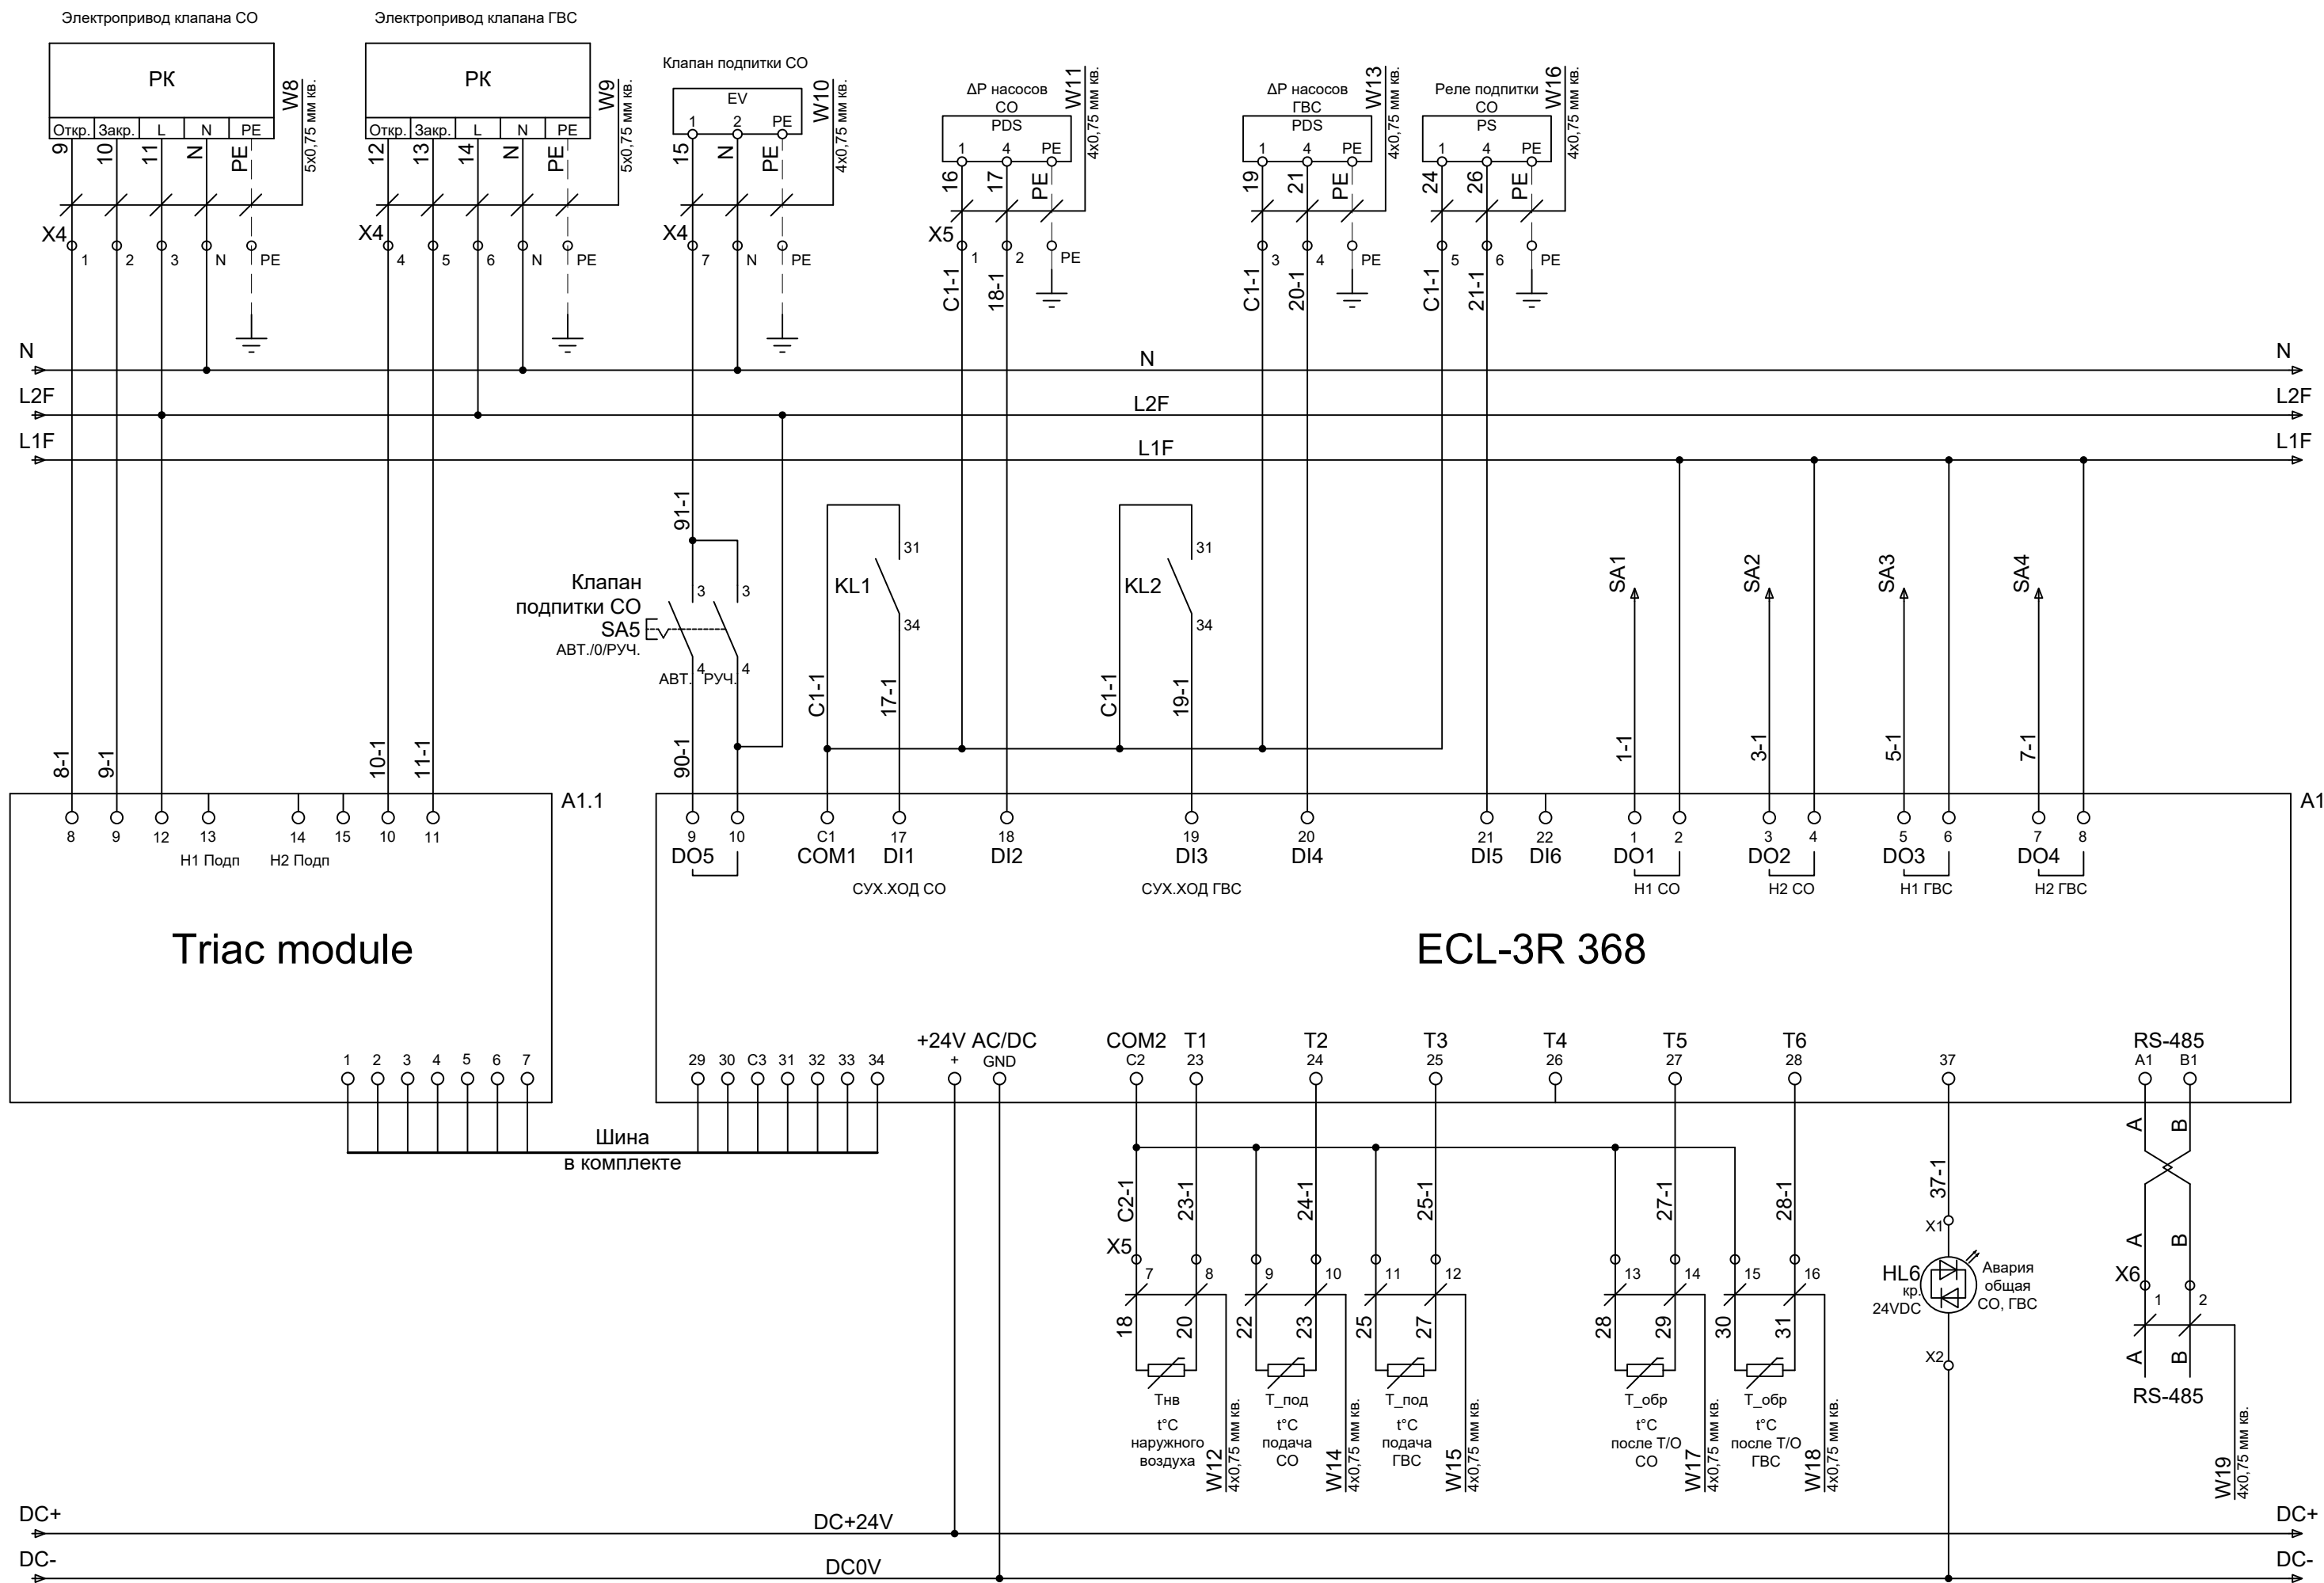 Электропривод клапана СО
Электропривод клапана ГВС
Клапан подпитки СО
ΔP насосов
СО
ΔP насосов
ГВС
Реле подпитки
СО
РК
РК
EV
PDS
PDS
PS
Откр. Закр. L N PE
Откр. Закр. L N PE
1 2 PE
1 4 PE
1 4 PE
1 4 PE
W8
5x0,75 мм кв.
W9
5x0,75 мм кв.
W10
4x0,75 мм кв.
W11
4x0,75 мм кв.
W13
4x0,75 мм кв.
W16
4x0,75 мм кв.
9 10 11 N PE
12 13 14 N PE
15 N PE
16 17 PE
19 21 PE
24 26 PE
X4 1 2 3 N PE
X4 4 5 6 N PE
X4 7 N PE
X5 1 2 PE
3 4 PE
5 6 PE
C1-1 18-1
C1-1 20-1
C1-1 21-1
N N N
L2F L2F L2F
L1F L1F L1F
91-1
Клапан
подпитки СО
SA5
АВТ./0/РУЧ.
3 3
4 4
АВТ. РУЧ.
KL1
31
34
KL2
31
34
SA1 SA2 SA3 SA4
8-1 9-1 10-1 11-1
90-1
C1-1 17-1
C1-1 19-1
1-1 3-1 5-1 7-1
A1.1
A1
8 9 12 13 14 15 10 11
Н1 Подп Н2 Подп
9 10 C1 17 18 19 20 21 22 1 2 3 4 5 6 7 8
DO5 COM1 DI1 DI2 DI3 DI4 DI5 DI6 DO1 DO2 DO3 DO4
СУХ.ХОД СО
СУХ.ХОД ГВС
Н1 СО Н2 СО Н1 ГВС Н2 ГВС
Triac module
ECL-3R 368
+24V AC/DC COM2 T1 T2 T3 T4 T5 T6 RS-485
1 2 3 4 5 6 7
29 30 C3 31 32 33 34 + GND C2 23 24 25 26 27 28 37 A1 B1
Шина
в комплекте
A B
C2-1 23-1 24-1 25-1 27-1 28-1 37-1
X1
A B
X5
7 8 9 10 11 12 13 14 15 16
HL6
кр.
24VDC
Авария
общая
СО, ГВС
X2
X6
1 2
18 20 22 23 25 27 28 29 30 31
A B
RS-485
Тнв
t°C
наружного
воздуха
W12
4x0,75 мм кв.
Т_под
t°C
подача
СО
W14
4x0,75 мм кв.
Т_под
t°C
подача
ГВС
W15
4x0,75 мм кв.
Т_обр
t°C
после Т/О
СО
W17
4x0,75 мм кв.
Т_обр
t°C
после Т/О
ГВС
W18
4x0,75 мм кв.
W19
4x0,75 мм кв.
DC+ DC+24V DC+
DC- DC0V DC-